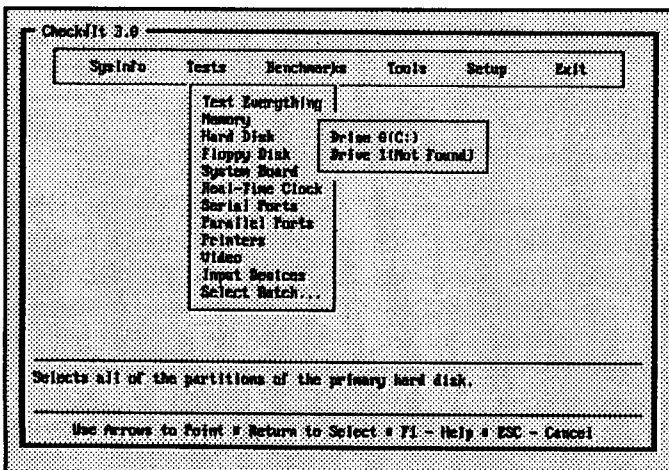 CheckIt 3.0
SysInfo Tests Benchmarks Tools Setup Exit
Test Everything
Memory
Hard Disk
Floppy Disk
System Board
Real-Time Clock
Serial Ports
Parallel Ports
Printers
Video
Input Devices
Select Batch...
Drive 0(C:)
Drive 1(Not Found)
Selects all of the partitions of the primary hard disk.
Use Arrows to Point ■ Return to Select ■ F1 - Help ■ ESC - Cancel